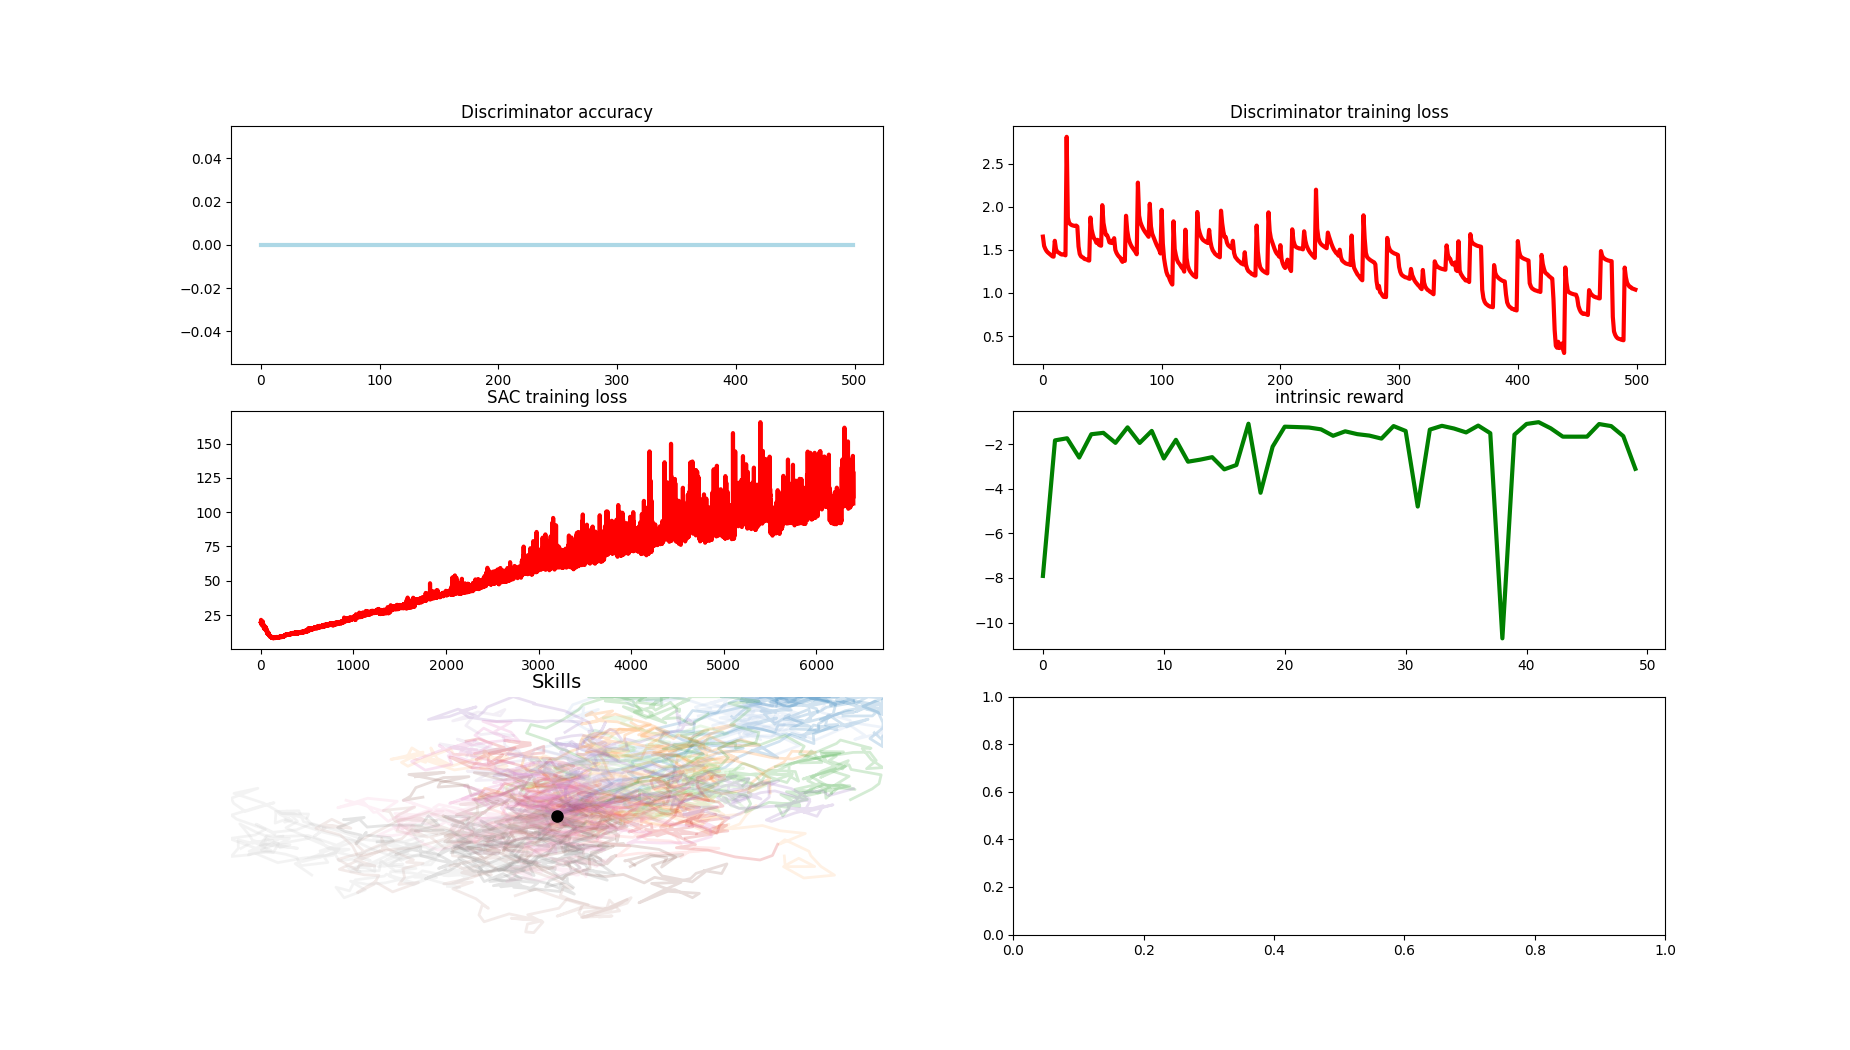 Discriminator accuracy
0.04
0.02
0.00
−0.02
−0.04
0 100 200 300 400 500
Discriminator training loss
2.5
2.0
1.5
1.0
0.5
0 100 200 300 400 500
SAC training loss
150
125
100
75
50
25
0 1000 2000 3000 4000 5000 6000
intrinsic reward
−2
−4
−6
−8
−10
0 10 20 30 40 50
Skills
1.0
0.8
0.6
0.4
0.2
0.0
0.0 0.2 0.4 0.6 0.8 1.0